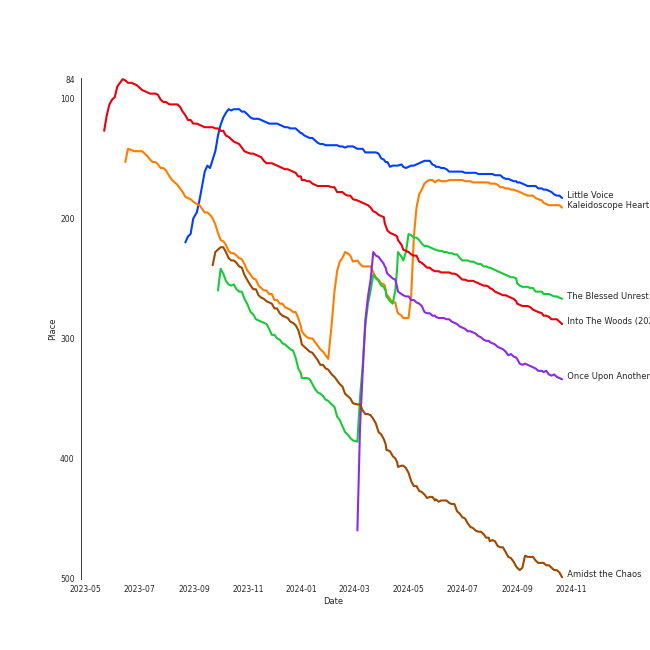 84
100
200
300
400
500
Place
2023-05
2023-07
2023-09
2023-11
2024-01
2024-03
2024-05
2024-07
2024-09
2024-11
Date
Little Voice
Kaleidoscope Heart
The Blessed Unrest
Into The Woods (202
Once Upon Another
Amidst the Chaos